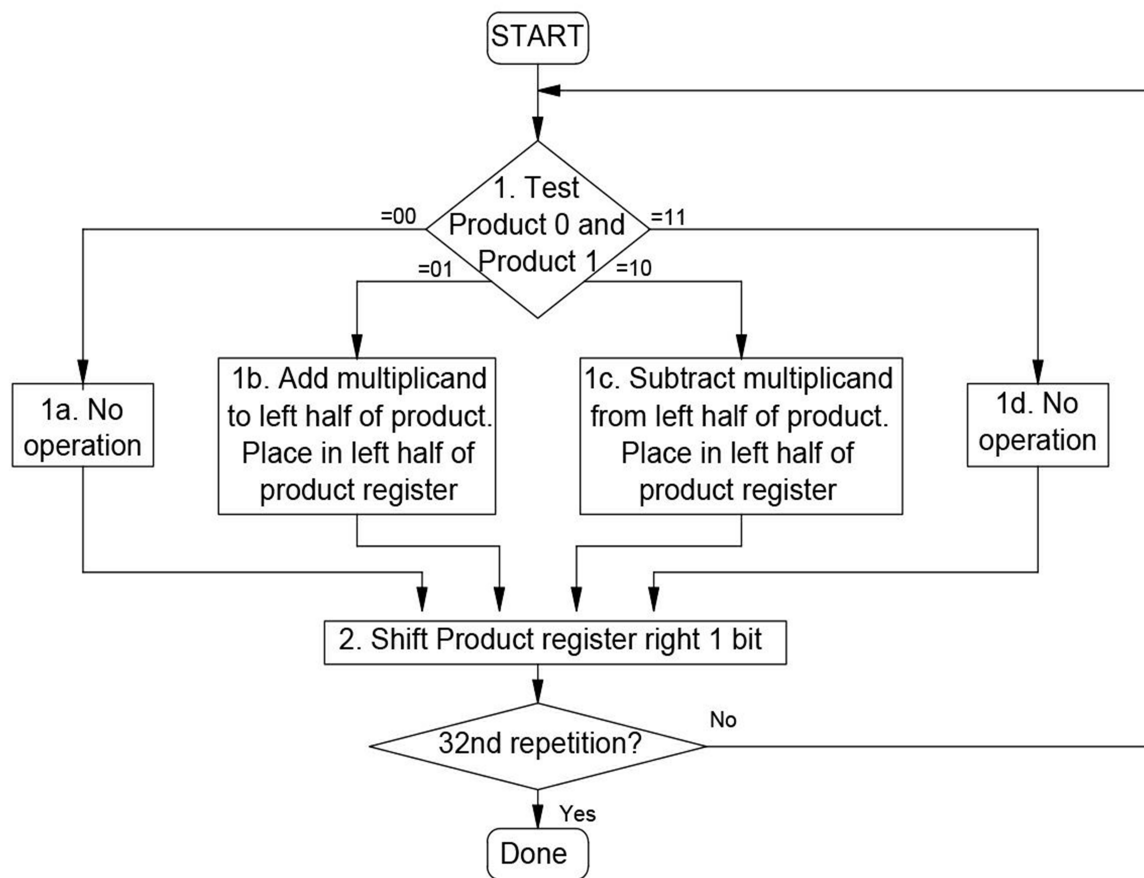 START
1. Test
Product 0 and
Product 1
=00
=11
=01
=10
1a. No
operation
1b. Add multiplicand
to left half of product.
Place in left half of
product register
1c. Subtract multiplicand
from left half of product.
Place in left half of
product register
1d. No
operation
2. Shift Product register right 1 bit
32nd repetition?
No
Yes
Done